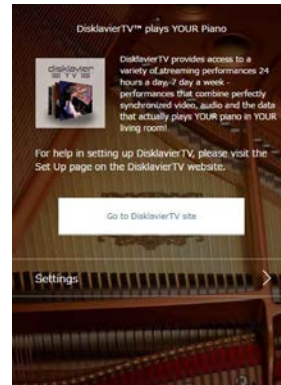 DisklavierTV™ plays YOUR Piano
disklavier
TV
DisklavierTV provides access to a
variety of streaming performances 24
hours a day, 7 day a week -
performances that combine perfectly
synchronized video, audio and the data
that actually plays YOUR piano in YOUR
living room!
For help in setting up DisklavierTV, please visit the
Set Up page on the DisklavierTV website.
Go to DisklavierTV site
Settings